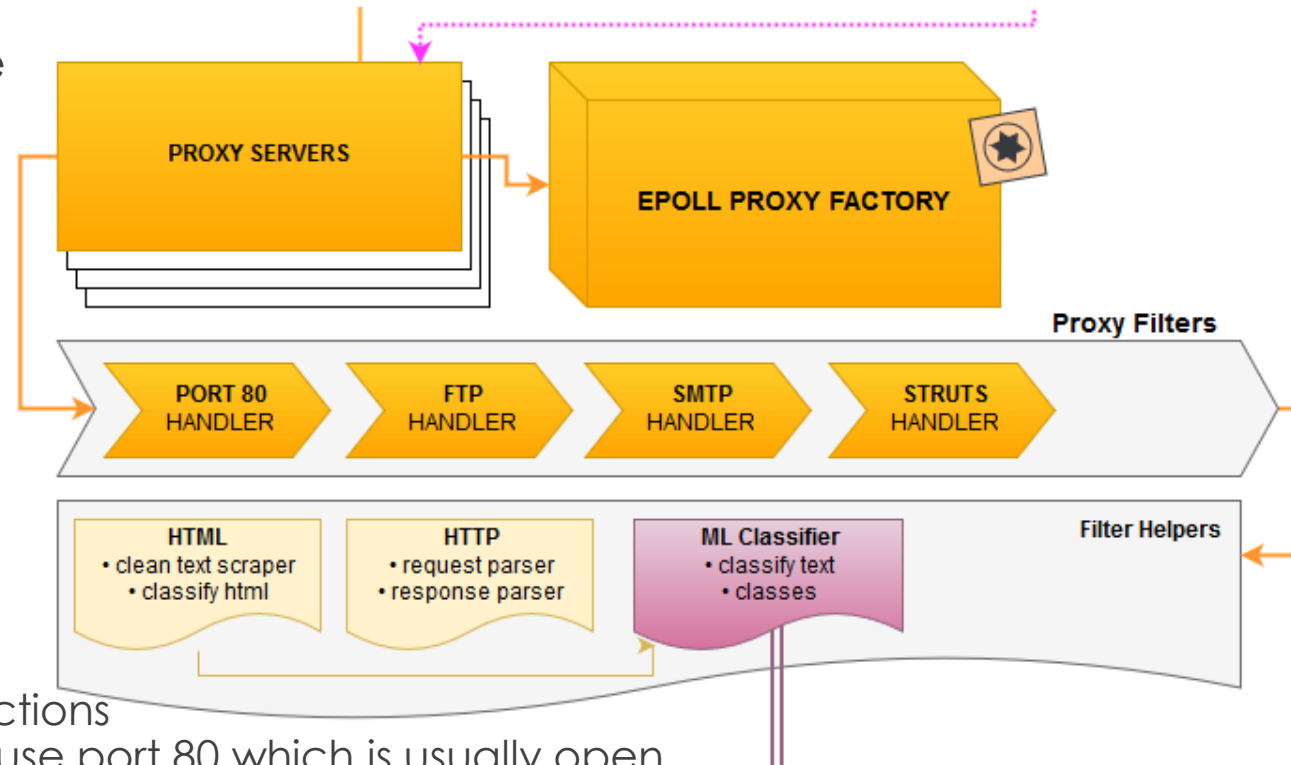 e
PROXY SERVERS
EPOLL PROXY FACTORY
Proxy Filters
PORT 80
HANDLER
FTP
HANDLER
SMTP
HANDLER
STRUTS
HANDLER
HTML
• clean text scraper
• classify html
HTTP
• request parser
• response parser
ML Classifier
• classify text
• classes
Filter Helpers
ctions
use port 80 which is usually open